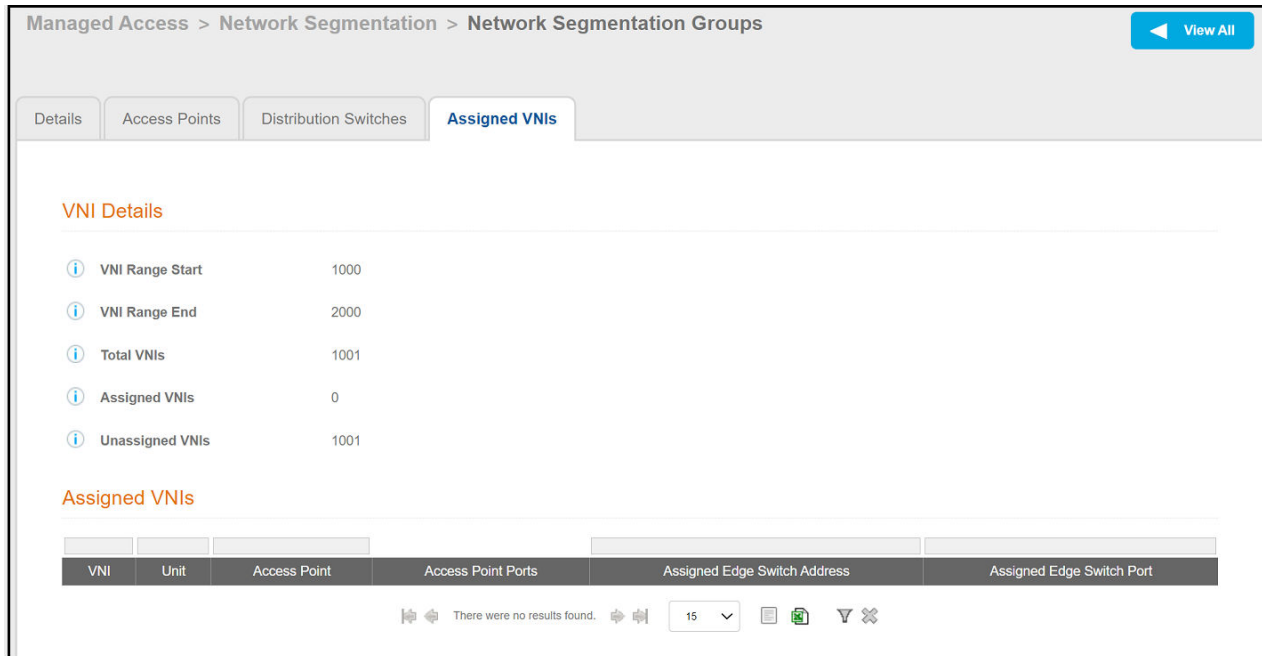 Managed Access > Network Segmentation > Network Segmentation Groups
View All
Details Access Points Distribution Switches Assigned VNIs
VNI Details
VNI Range Start 1000
VNI Range End 2000
Total VNIs 1001
Assigned VNIs 0
Unassigned VNIs 1001
Assigned VNIs
VNI Unit Access Point Access Point Ports Assigned Edge Switch Address Assigned Edge Switch Port
There were no results found. 15